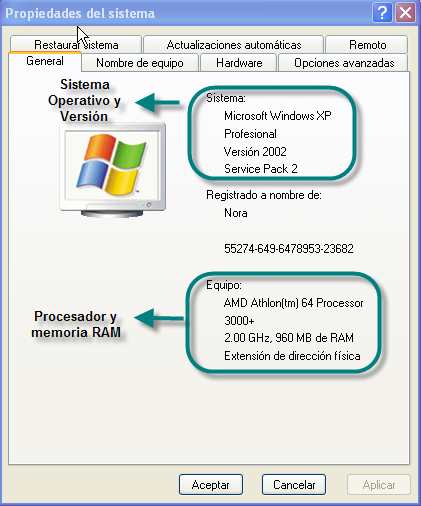 Propiedades del sistema
Restaurar sistema Actualizaciones automáticas Remoto
General Nombre de equipo Hardware Opciones avanzadas
Sistema
Operativo y
Versión
Sistema:
Microsoft Windows XP
Profesional
Versión 2002
Service Pack 2
Registrado a nombre de:
Nora
55274-649-6478953-23682
Procesador y
memoria RAM
Equipo:
AMD Athlon(tm) 64 Processor
3000+
2.00 GHz, 960 MB de RAM
Extensión de dirección física
Aceptar Cancelar Aplicar